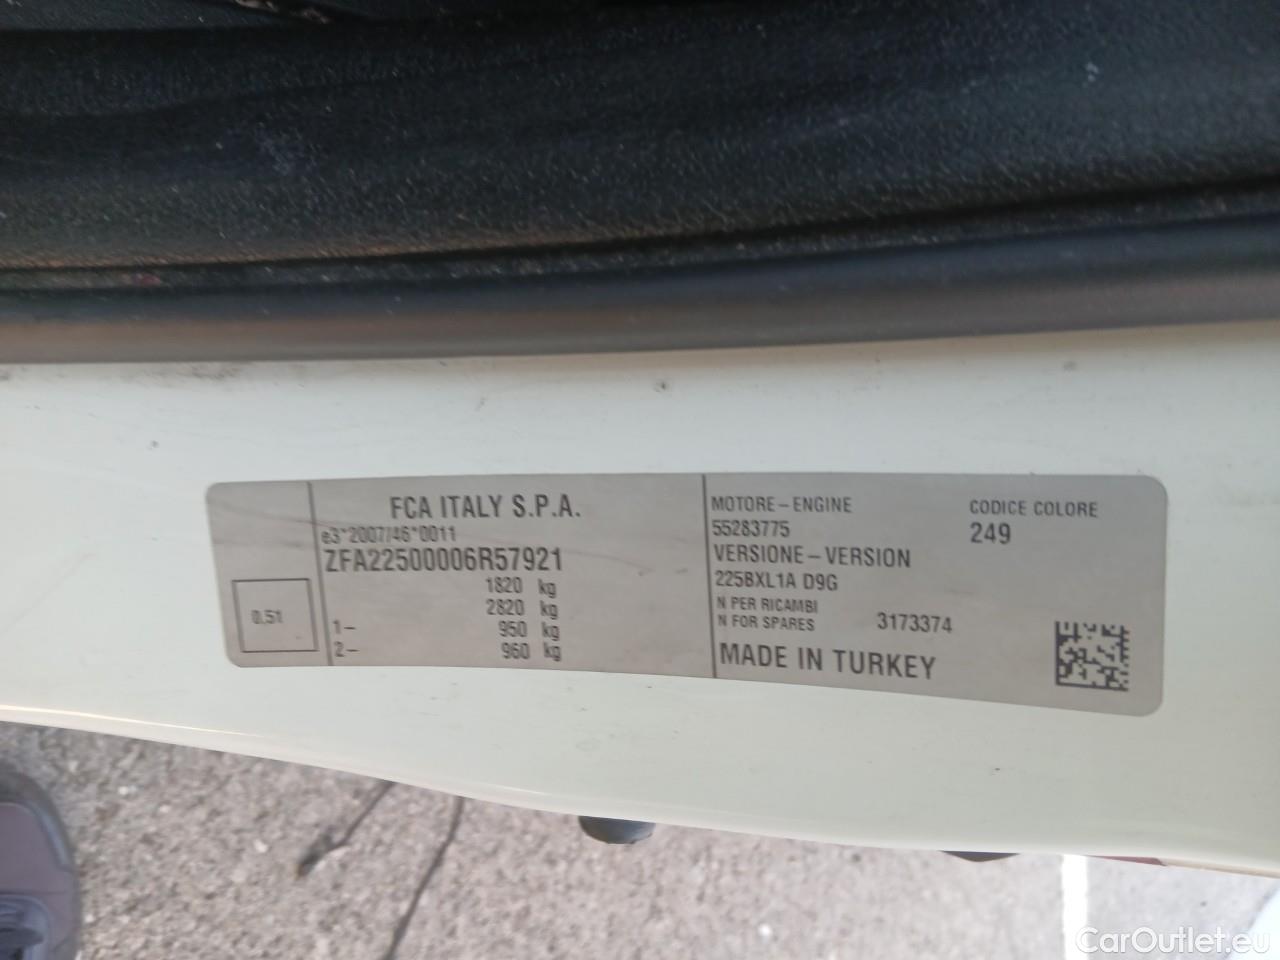 FCA ITALY S.P.A.
e3*2007/46*0011
ZFA22500006R57921
1820 kg
2820 kg
1- 950 kg
2- 960 kg
0.51
MOTORE-ENGINE
55283775
VERSIONE-VERSION
225BXL1A D9G
N PER RICAMBI
N FOR SPARES 3173374
MADE IN TURKEY
CODICE COLORE
249
CarOutlet.eu